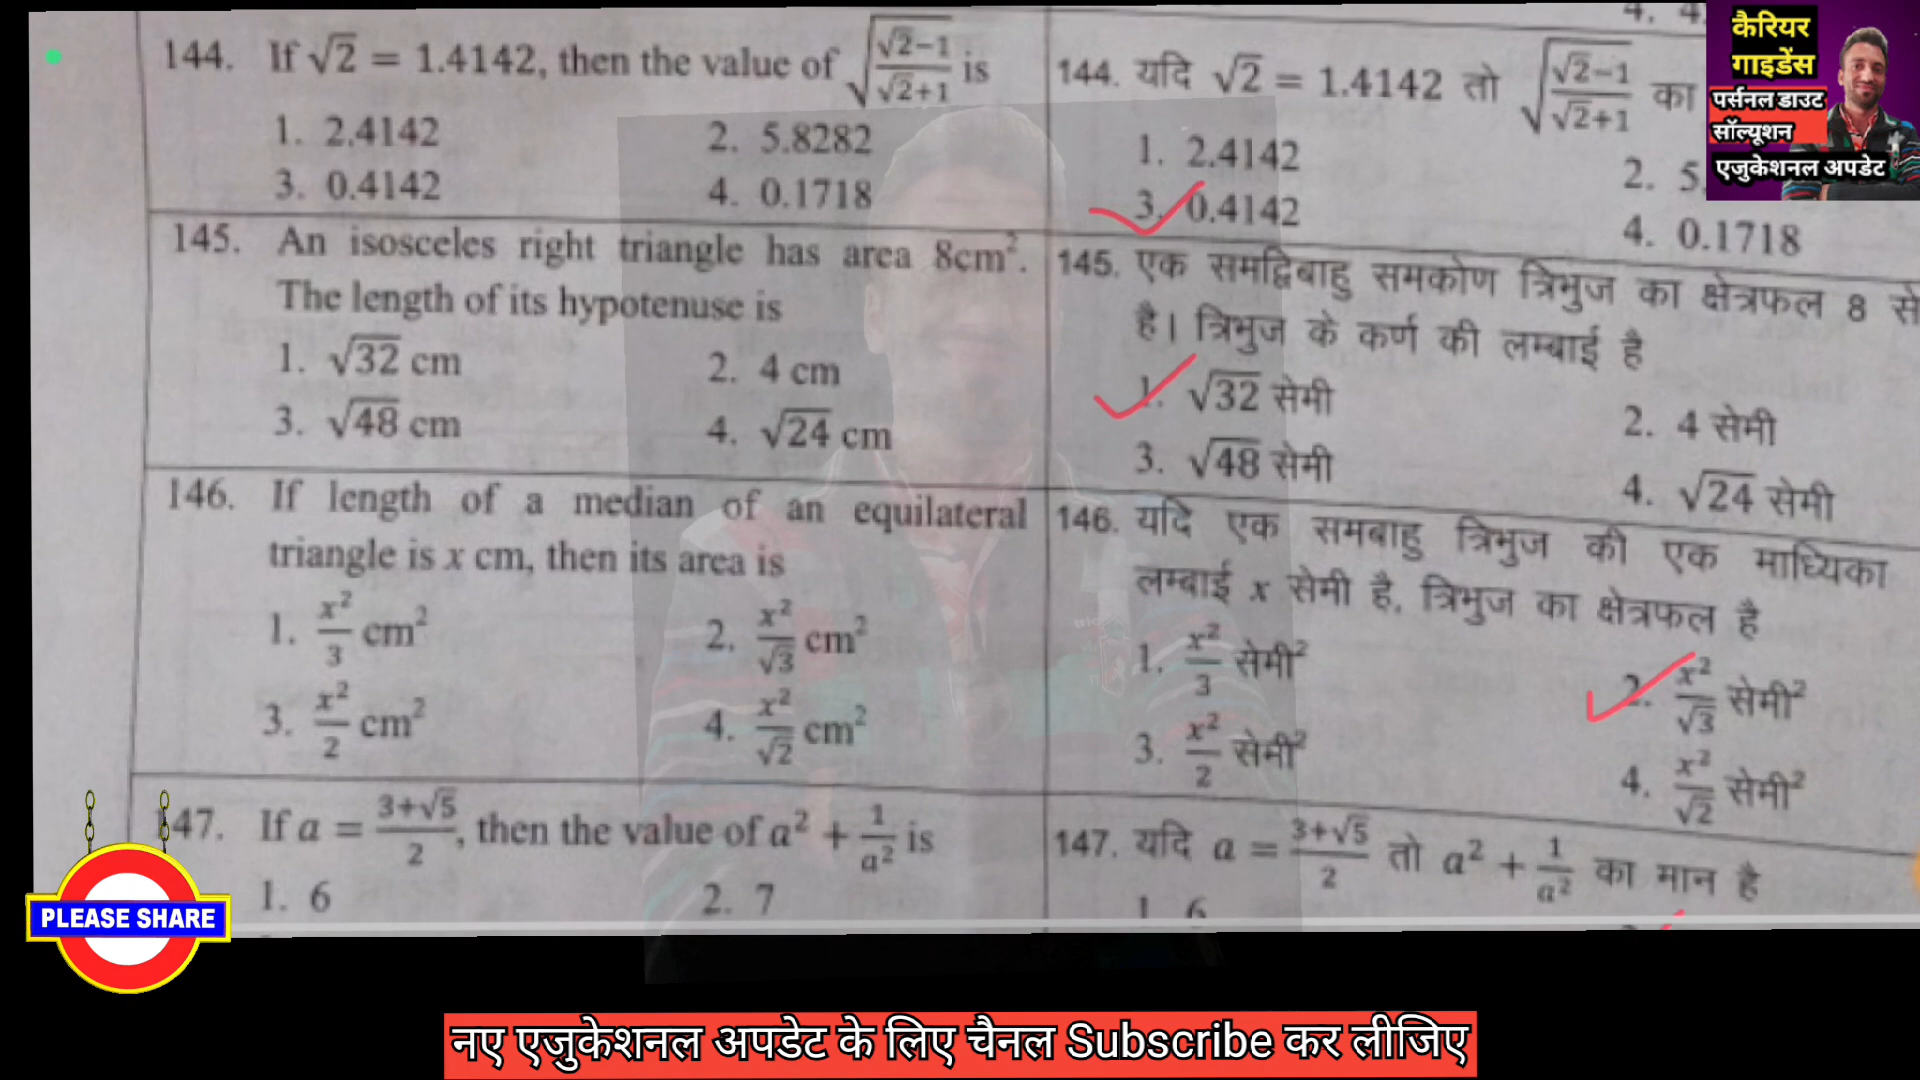 144. If √2 = 1.4142, then the value of √((√2−1)/(√2+1)) is
1. 2.4142 2. 5.8282
3. 0.4142 4. 0.1718
145. An isosceles right triangle has area 8cm².
The length of its hypotenuse is
1. √32 cm 2. 4 cm
3. √48 cm 4. √24 cm
146. If length of a median of an equilateral
triangle is x cm, then its area is
1. x²/3 cm² 2. x²/√3 cm²
3. x²/2 cm² 4. x²/√2 cm²
147. If a = (3+√5)/2, then the value of a² + 1/a² is
1. 6 2. 7
4. 4.
144. यदि √2 = 1.4142 तो √((√2−1)/(√2+1)) का
1. 2.4142 2. 5.
3. 0.4142 4. 0.1718
145. एक समद्विबाहु समकोण त्रिभुज का क्षेत्रफल 8 से
है। त्रिभुज के कर्ण की लम्बाई है
1. √32 सेमी 2. 4 सेमी
3. √48 सेमी 4. √24 सेमी
146. यदि एक समबाहु त्रिभुज की एक माध्यिका
लम्बाई x सेमी है, त्रिभुज का क्षेत्रफल है
1. x²/3 सेमी² 2. x²/√3 सेमी²
3. x²/2 सेमी² 4. x²/√2 सेमी²
147. यदि a = (3+√5)/2 तो a² + 1/a² का मान है
1. 6
कैरियर
गाइडेंस
पर्सनल डाउट
सॉल्यूशन
एजुकेशनल अपडेट
PLEASE SHARE
नए एजुकेशनल अपडेट के लिए चैनल Subscribe कर लीजिए